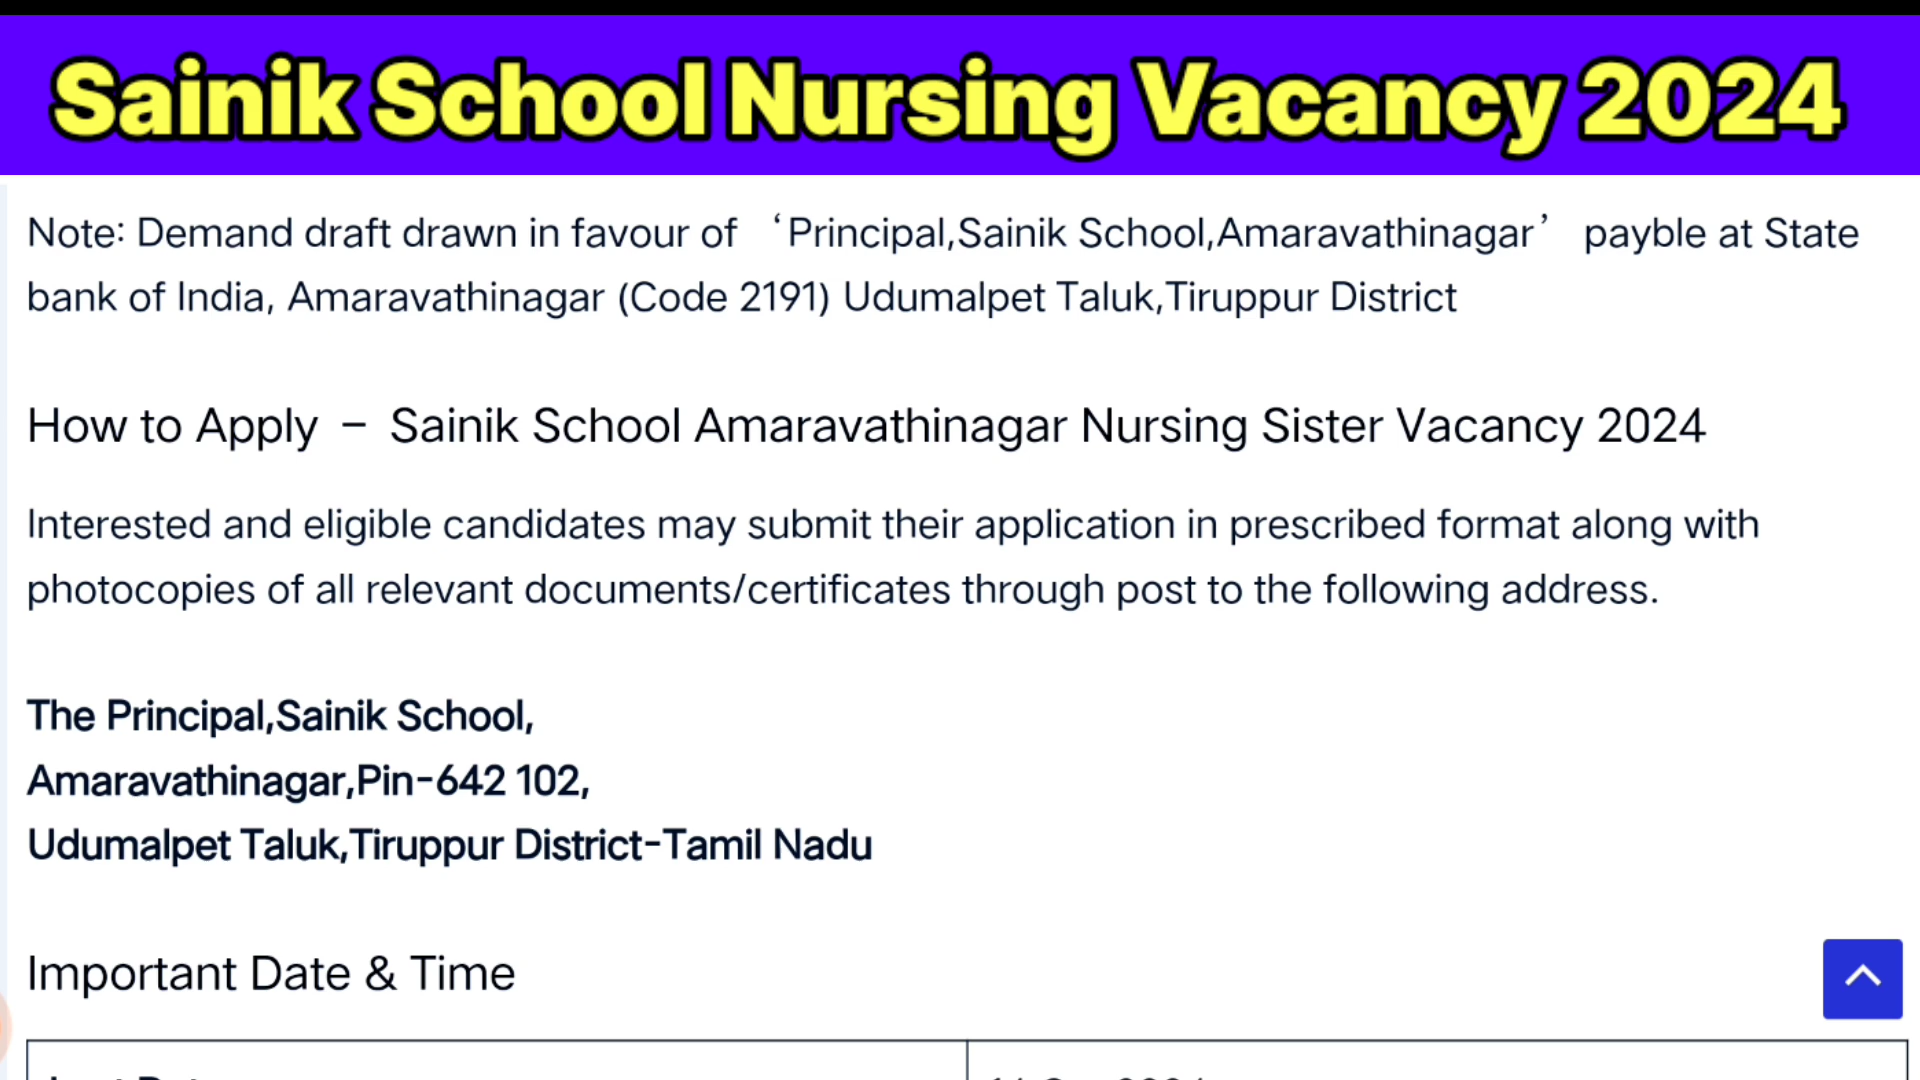 Sainik School Nursing Vacancy 2024
Note: Demand draft drawn in favour of ‘Principal,Sainik School,Amaravathinagar’ payble at State
bank of India, Amaravathinagar (Code 2191) Udumalpet Taluk,Tiruppur District
How to Apply – Sainik School Amaravathinagar Nursing Sister Vacancy 2024
Interested and eligible candidates may submit their application in prescribed format along with
photocopies of all relevant documents/certificates through post to the following address.
The Principal,Sainik School,
Amaravathinagar,Pin-642 102,
Udumalpet Taluk,Tiruppur District-Tamil Nadu
Important Date & Time